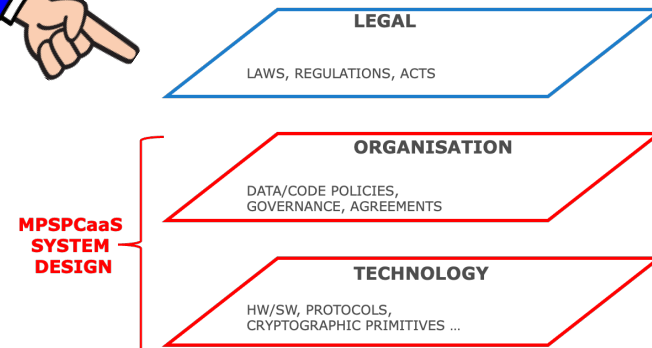 LEGAL
LAWS, REGULATIONS, ACTS
ORGANISATION
DATA/CODE POLICIES,
GOVERNANCE, AGREEMENTS
MPSPCaaS
SYSTEM
DESIGN
TECHNOLOGY
HW/SW, PROTOCOLS,
CRYPTOGRAPHIC PRIMITIVES ...